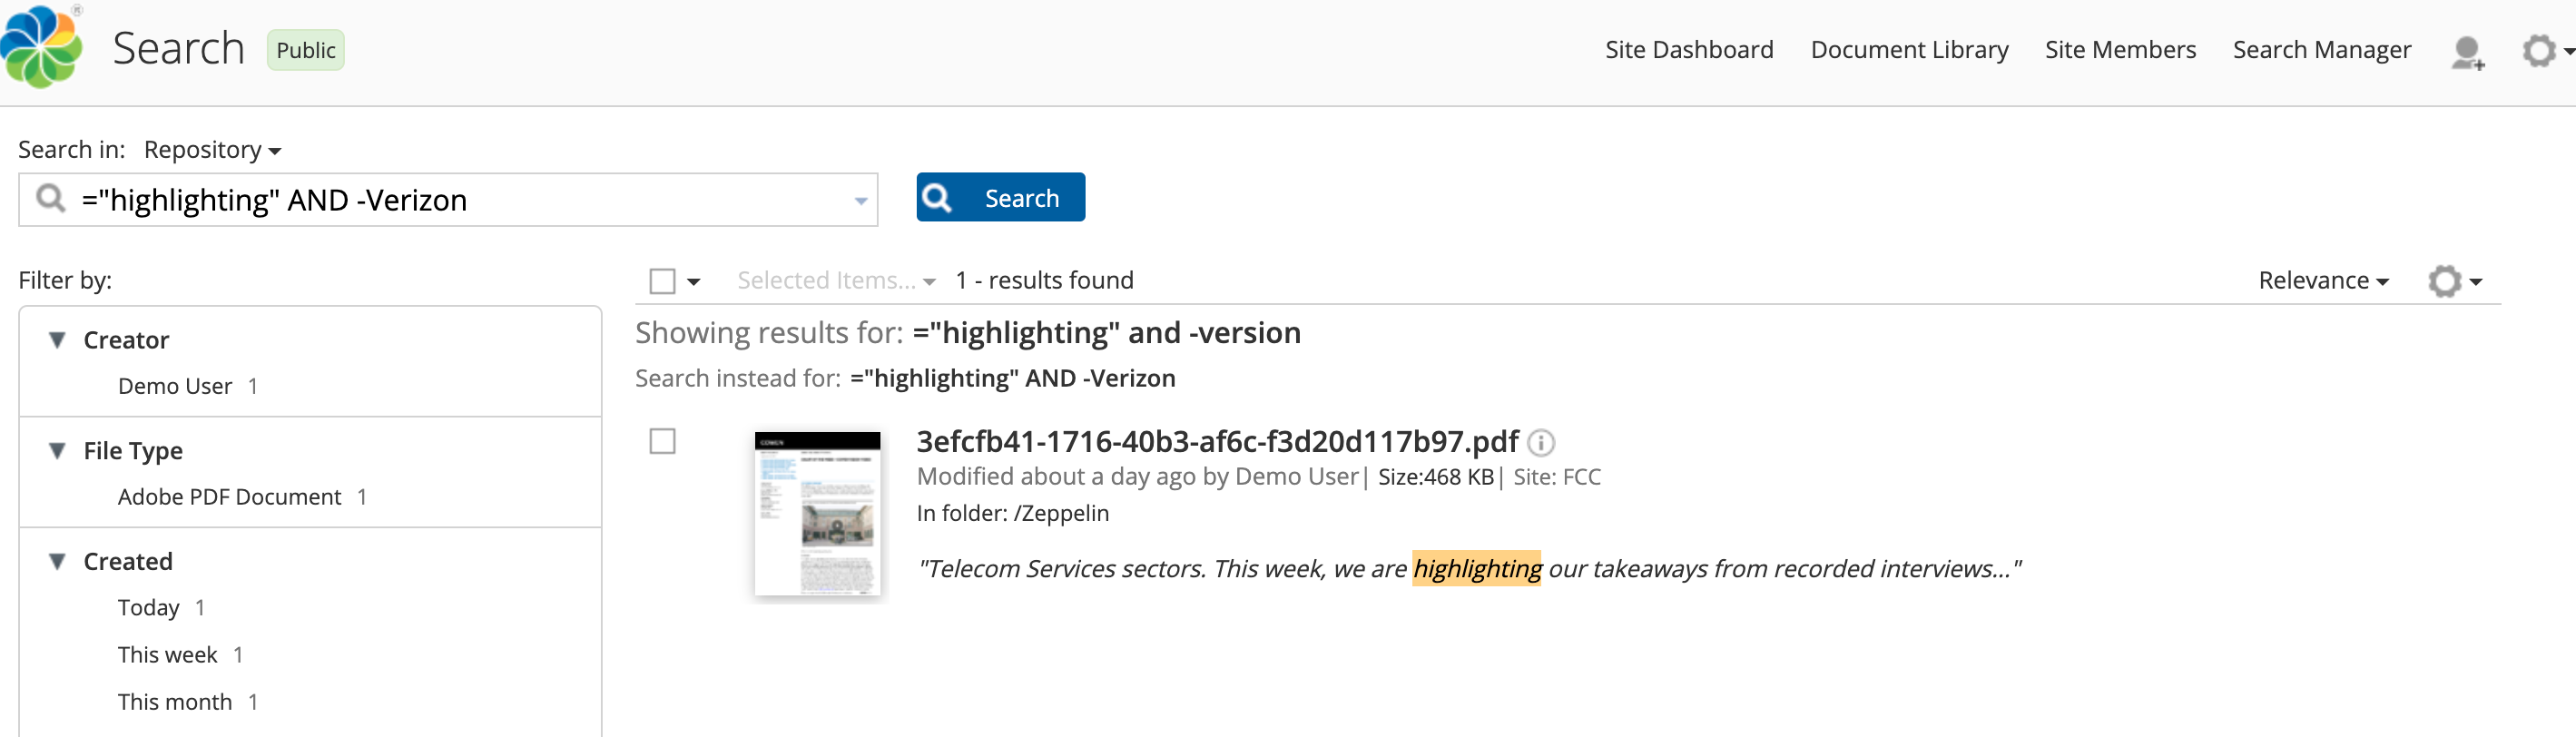 Search Public
Site Dashboard Document Library Site Members Search Manager
Search in: Repository
="highlighting" AND -Verizon
Search
Filter by:
Selected Items... 1 - results found
Relevance
Creator
Demo User 1
File Type
Adobe PDF Document 1
Created
Today 1
This week 1
This month 1
Showing results for: ="highlighting" and -version
Search instead for: ="highlighting" AND -Verizon
3efcfb41-1716-40b3-af6c-f3d20d117b97.pdf
Modified about a day ago by Demo User| Size:468 KB| Site: FCC
In folder: /Zeppelin
"Telecom Services sectors. This week, we are highlighting our takeaways from recorded interviews..."